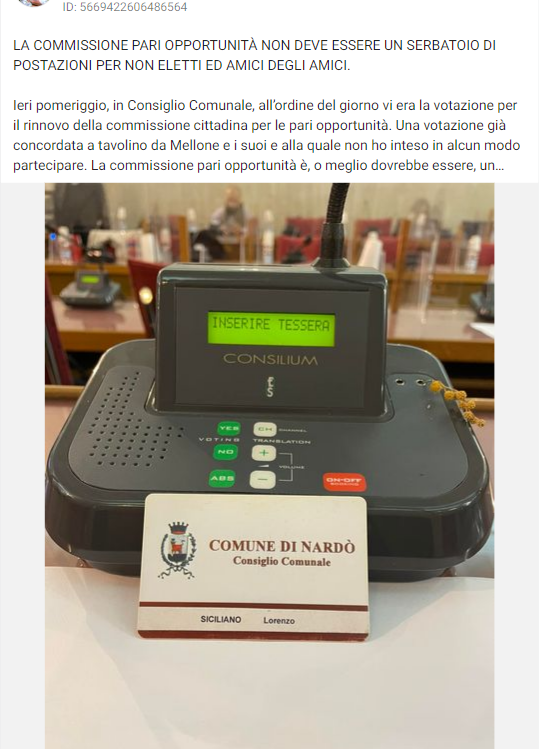 ID: 5669422606486564
LA COMMISSIONE PARI OPPORTUNITÀ NON DEVE ESSERE UN SERBATOIO DI
POSTAZIONI PER NON ELETTI ED AMICI DEGLI AMICI.
Ieri pomeriggio, in Consiglio Comunale, all'ordine del giorno vi era la votazione per
il rinnovo della commissione cittadina per le pari opportunità. Una votazione già
concordata a tavolino da Mellone e i suoi e alla quale non ho inteso in alcun modo
partecipare. La commissione pari opportunità è, o meglio dovrebbe essere, un...
INSERIRE TESSERA
CONSILIUM
YES
CH
CHANNEL
VOTING
TRANSLATION
NO
+
VOLUME
ABS
−
ON-OFF
COMUNE DI NARDÒ
Consiglio Comunale
SICILIANO Lorenzo